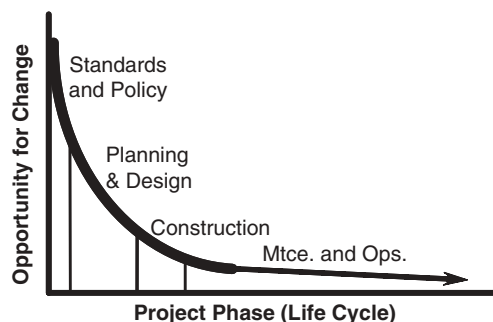 Opportunity for Change
Standards
and Policy
Planning
& Design
Construction
Mtce. and Ops.
Project Phase (Life Cycle)